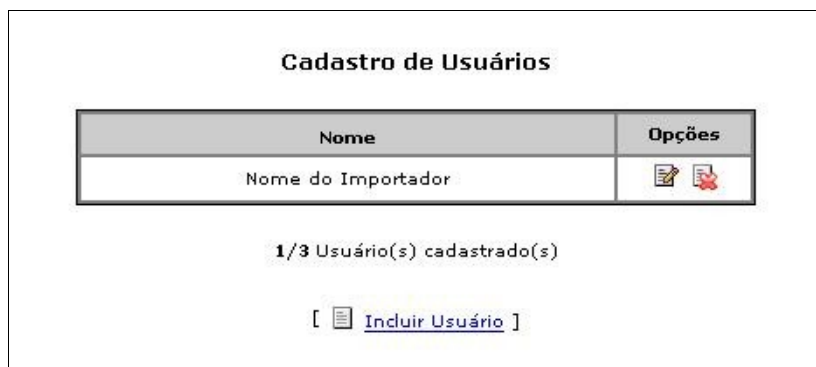 Cadastro de Usuários
Nome Opções
Nome do Importador
1/3 Usuário(s) cadastrado(s)
[ Incluir Usuário ]